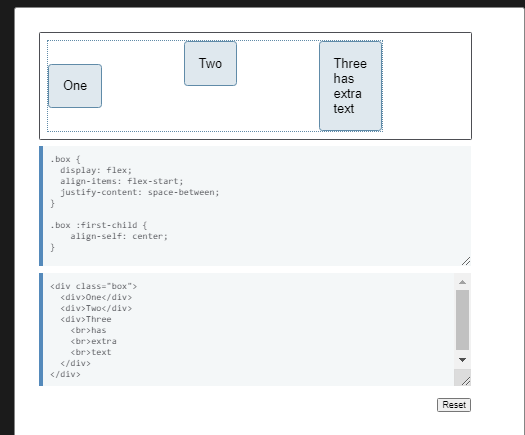 One
Two
Three
has
extra
text
.box {
  display: flex;
  align-items: flex-start;
  justify-content: space-between;
}
.box :first-child {
    align-self: center;
}
<div class="box">
  <div>One</div>
  <div>Two</div>
  <div>Three
    <br>has
    <br>extra
    <br>text
  </div>
</div>
Reset